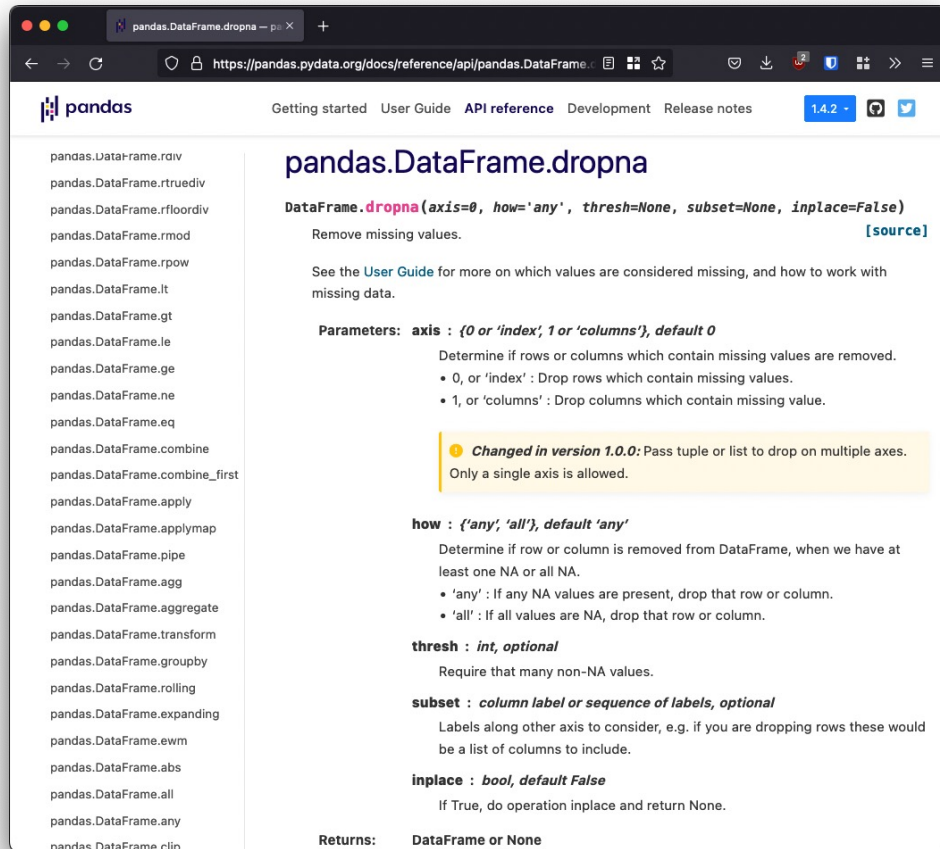 pandas.DataFrame.dropna — pa
https://pandas.pydata.org/docs/reference/api/pandas.DataFrame.c
2
pandas
Getting started User Guide API reference Development Release notes
1.4.2
pandas.DataFrame.rdiv
pandas.DataFrame.rtruediv
pandas.DataFrame.rfloordiv
pandas.DataFrame.rmod
pandas.DataFrame.rpow
pandas.DataFrame.lt
pandas.DataFrame.gt
pandas.DataFrame.le
pandas.DataFrame.ge
pandas.DataFrame.ne
pandas.DataFrame.eq
pandas.DataFrame.combine
pandas.DataFrame.combine_first
pandas.DataFrame.apply
pandas.DataFrame.applymap
pandas.DataFrame.pipe
pandas.DataFrame.agg
pandas.DataFrame.aggregate
pandas.DataFrame.transform
pandas.DataFrame.groupby
pandas.DataFrame.rolling
pandas.DataFrame.expanding
pandas.DataFrame.ewm
pandas.DataFrame.abs
pandas.DataFrame.all
pandas.DataFrame.any
pandas.DataFrame.clip
pandas.DataFrame.dropna
DataFrame.dropna(axis=0, how='any', thresh=None, subset=None, inplace=False)
[source]
Remove missing values.
See the User Guide for more on which values are considered missing, and how to work with
missing data.
Parameters: axis : {0 or ‘index’, 1 or ‘columns’}, default 0
Determine if rows or columns which contain missing values are removed.
• 0, or ‘index’ : Drop rows which contain missing values.
• 1, or ‘columns’ : Drop columns which contain missing value.
Changed in version 1.0.0: Pass tuple or list to drop on multiple axes.
Only a single axis is allowed.
how : {‘any’, ‘all’}, default ‘any’
Determine if row or column is removed from DataFrame, when we have at
least one NA or all NA.
• ‘any’ : If any NA values are present, drop that row or column.
• ‘all’ : If all values are NA, drop that row or column.
thresh : int, optional
Require that many non-NA values.
subset : column label or sequence of labels, optional
Labels along other axis to consider, e.g. if you are dropping rows these would
be a list of columns to include.
inplace : bool, default False
If True, do operation inplace and return None.
Returns: DataFrame or None